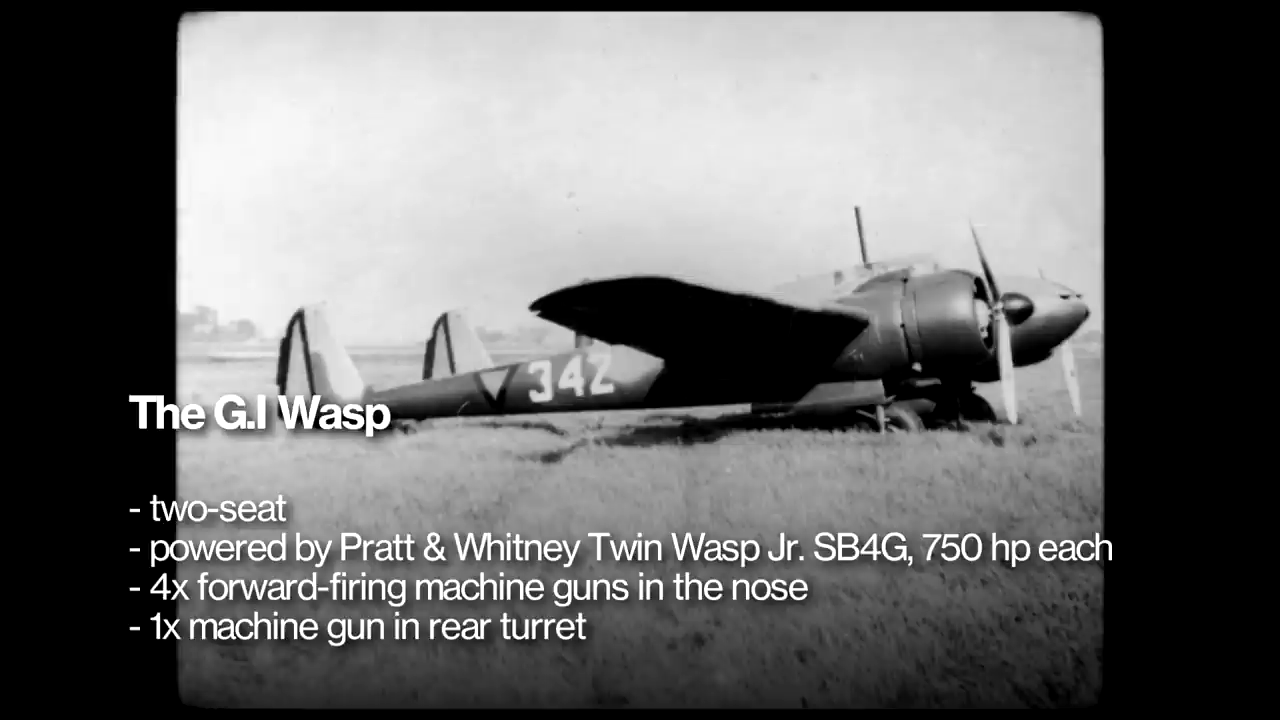 342
The G.I Wasp
- two-seat
- powered by Pratt & Whitney Twin Wasp Jr. SB4G, 750 hp each
- 4x forward-firing machine guns in the nose
- 1x machine gun in rear turret